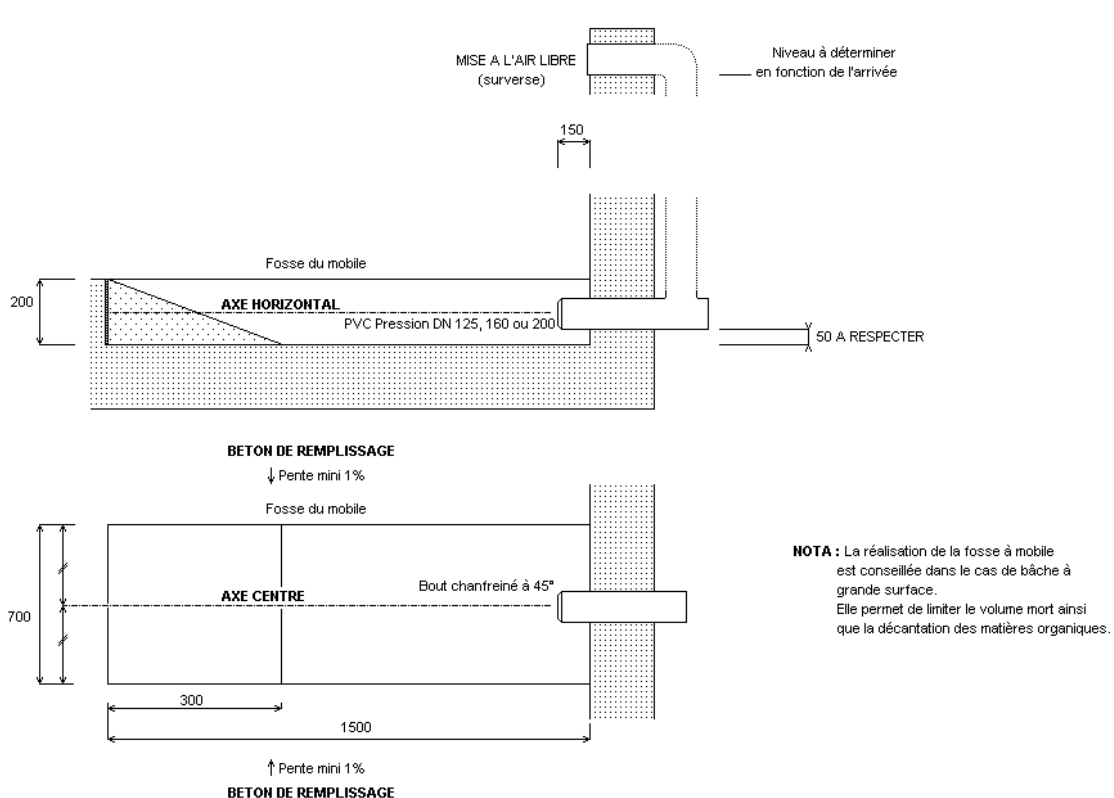 MISE A L'AIR LIBRE
(surverse)
Niveau à déterminer
en fonction de l'arrivée
150
Fosse du mobile
200
AXE HORIZONTAL
PVC Pression DN 125, 160 ou 200
50 A RESPECTER
BETON DE REMPLISSAGE
Pente mini 1%
Fosse du mobile
NOTA : La réalisation de la fosse à mobile
est conseillée dans le cas de bâche à
grande surface.
Elle permet de limiter le volume mort ainsi
que la décantation des matières organiques.
Bout chanfreiné à 45°
AXE CENTRE
700
300
1500
Pente mini 1%
BETON DE REMPLISSAGE